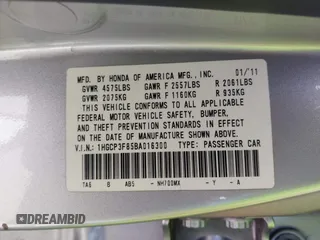 MFD. BY HONDA OF AMERICA MFG., INC. 01/11
GVWR 4575LBS GAWR F 2557LBS R 2061LBS
GVWR 2075KG GAWR F 1160KG R 935KG
THIS VEHICLE CONFORMS TO ALL APPLICABLE
FEDERAL MOTOR VEHICLE SAFETY, BUMPER,
AND THEFT PREVENTION STANDARDS IN EFFECT
ON THE DATE OF MANUFACTURE SHOWN ABOVE.
V.I.N.: 1HGCP3F85BA016300 TYPE: PASSENGER CAR
TA6 B AB5 - NH700MX - Y - A
DREAMBID